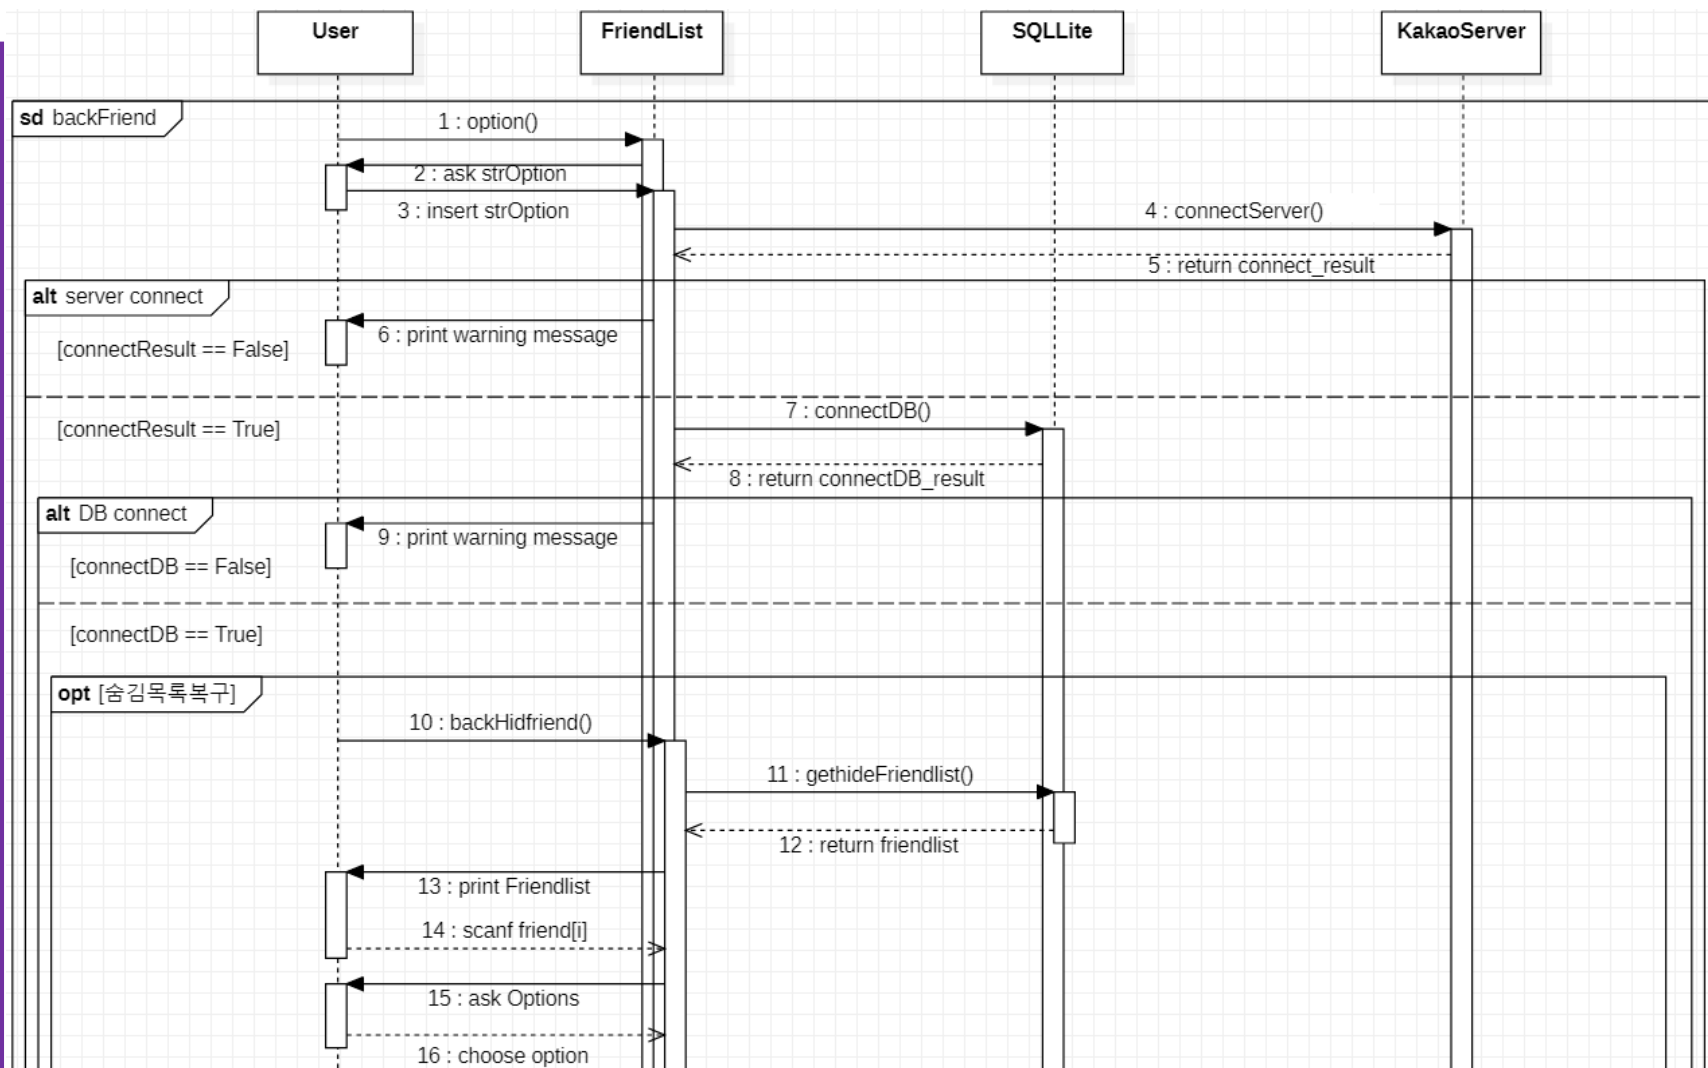 User
FriendList
SQLLite
KakaoServer
sd backFriend
1 : option()
2 : ask strOption
3 : insert strOption
4 : connectServer()
5 : return connect_result
alt server connect
6 : print warning message
[connectResult == False]
7 : connectDB()
[connectResult == True]
8 : return connectDB_result
alt DB connect
9 : print warning message
[connectDB == False]
[connectDB == True]
opt [숨김목록복구]
10 : backHidfriend()
11 : gethideFriendlist()
12 : return friendlist
13 : print Friendlist
14 : scanf friend[i]
15 : ask Options
16 : choose option